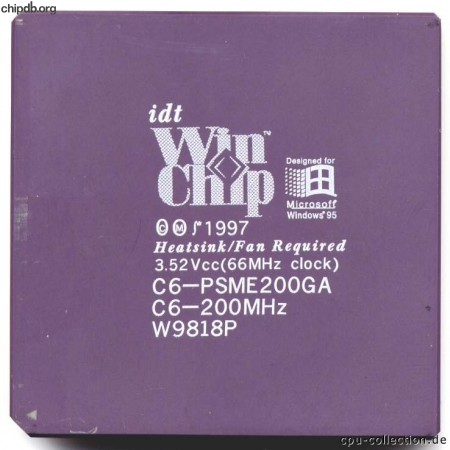 chipdb.org
idt
Win™
Chip
Designed for
Microsoft
Windows®95
© Ⓜ 1997
Heatsink/Fan Required
3.52Vcc(66MHz clock)
C6-PSME200GA
C6-200MHz
W9818P
cpu-collection.de